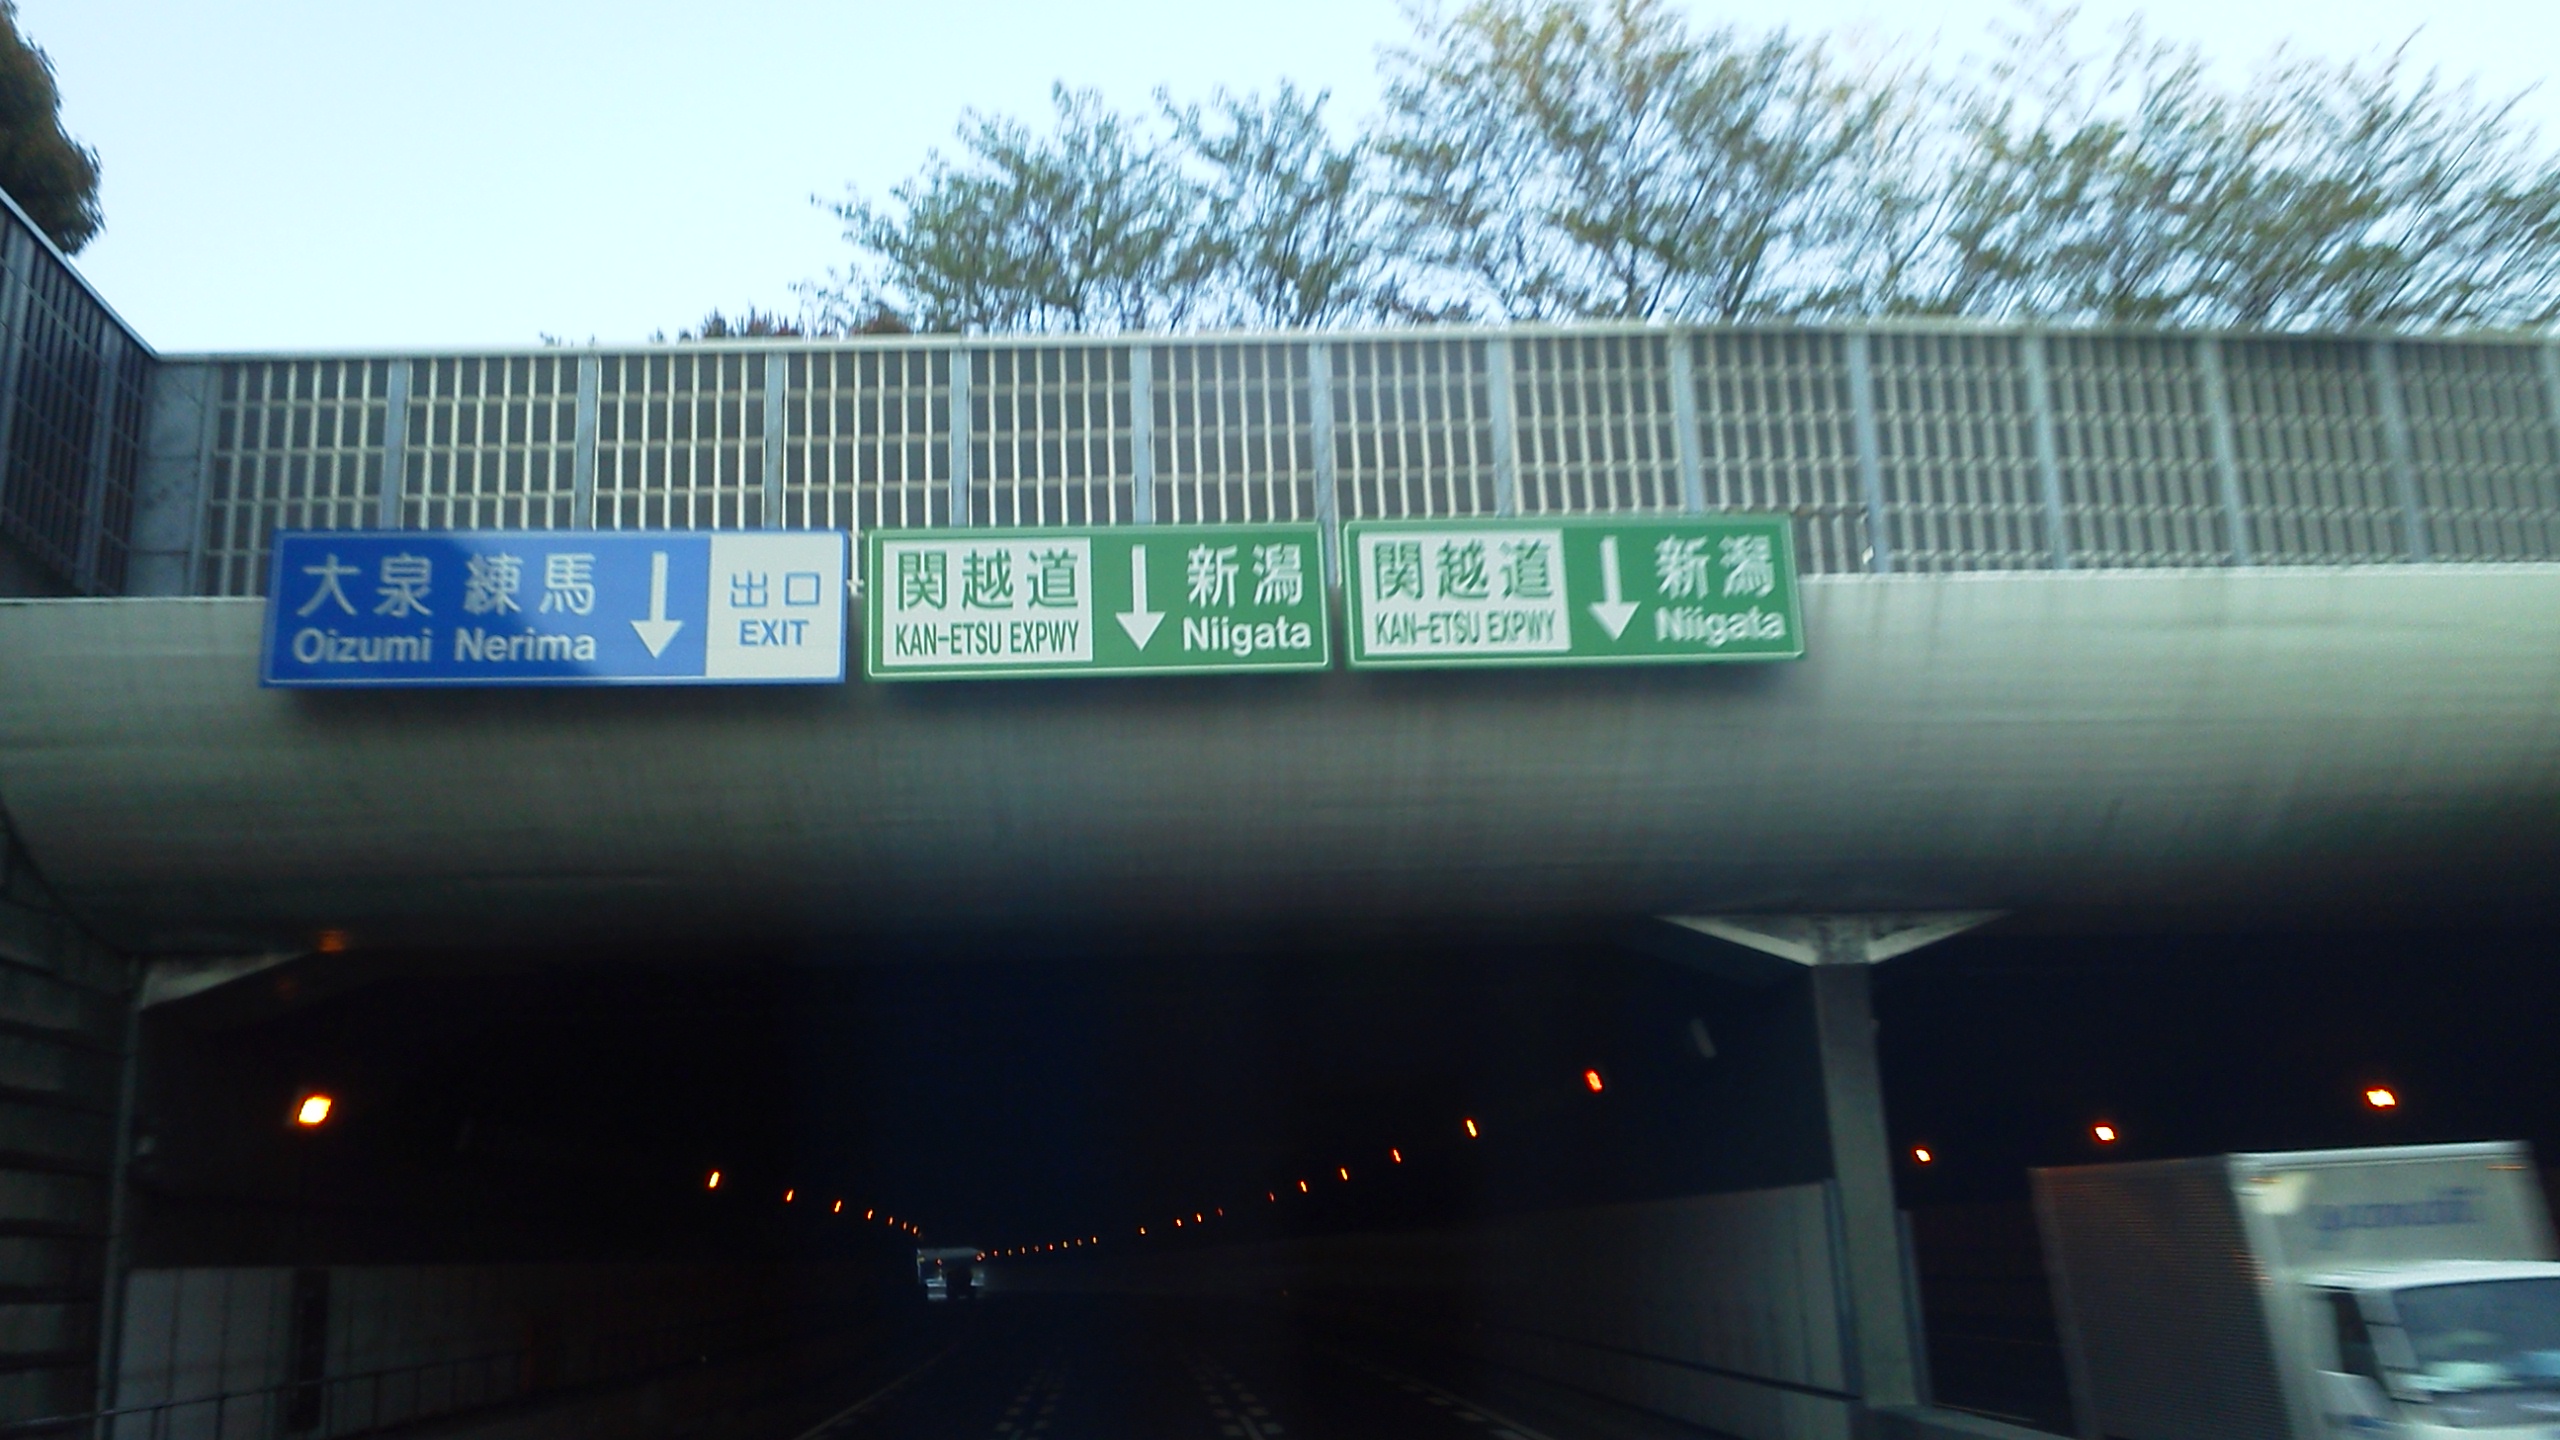 大泉 練馬
Oizumi Nerima
出口
EXIT
関越道
KAN-ETSU EXPWY
新潟
Niigata
関越道
KAN-ETSU EXPWY
新潟
Niigata